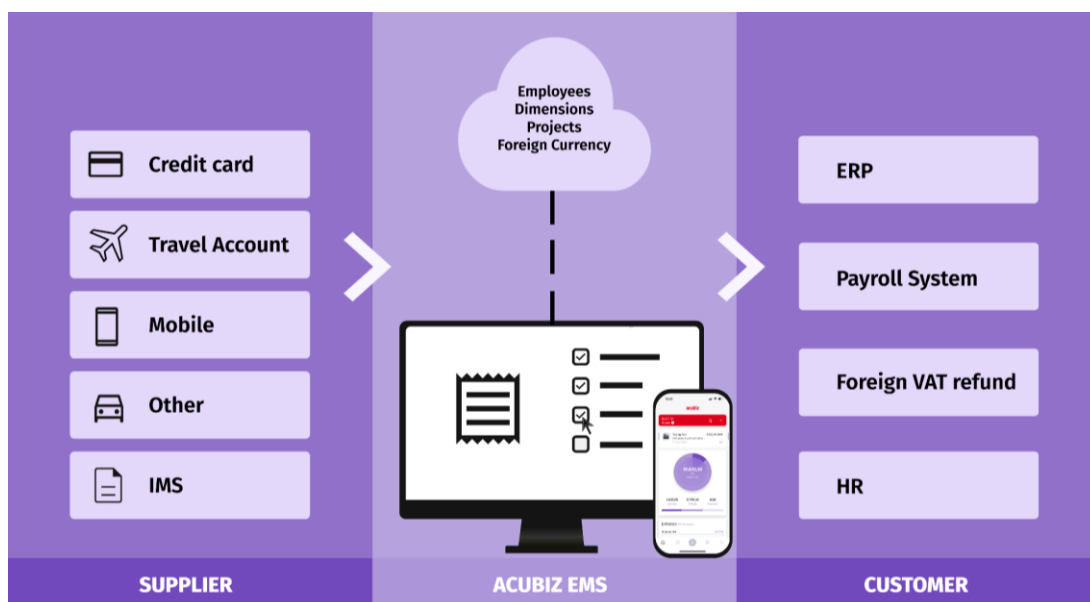 Credit card
Travel Account
Mobile
Other
IMS
SUPPLIER
Employees
Dimensions
Projects
Foreign Currency
acubiz
ACUBIZ EMS
ERP
Payroll System
Foreign VAT refund
HR
CUSTOMER